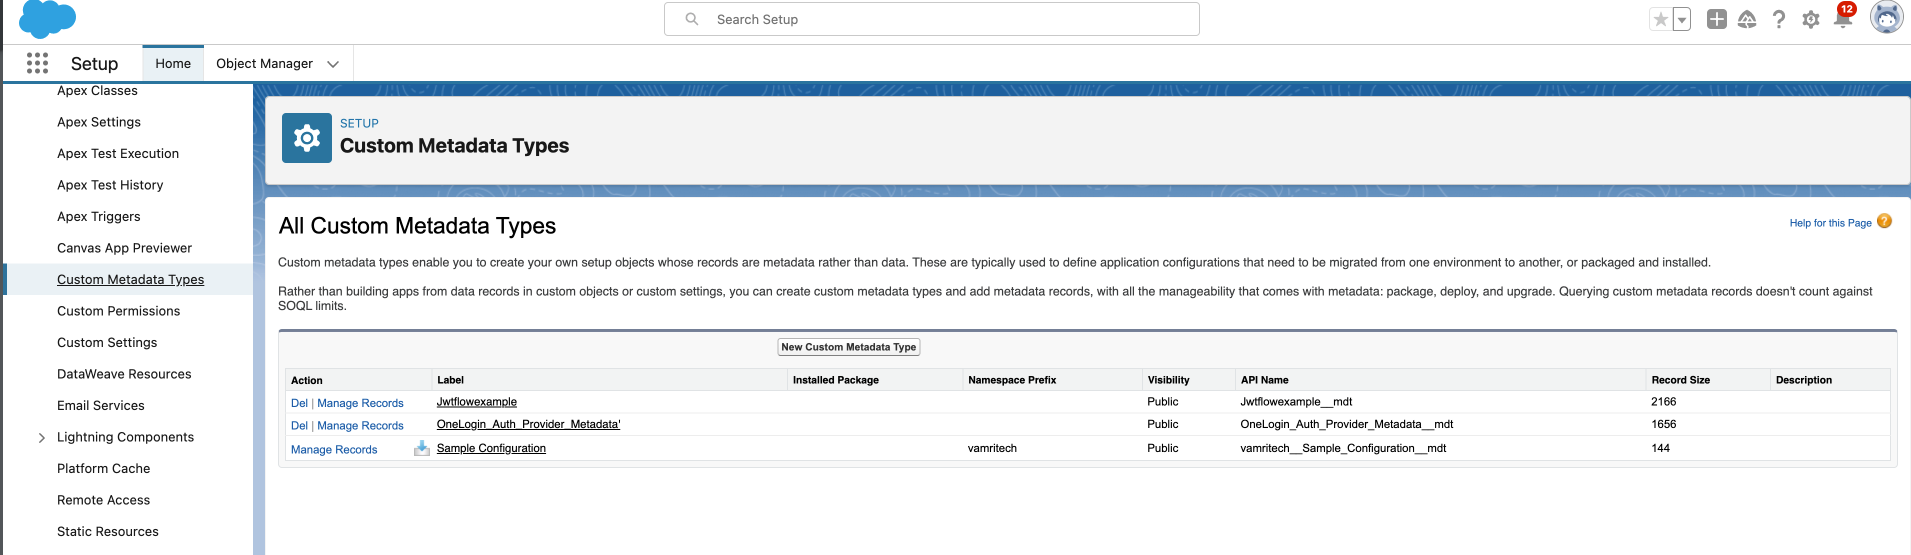 Search Setup
12
Setup
Home
Object Manager
Apex Classes
Apex Settings
Apex Test Execution
Apex Test History
Apex Triggers
Canvas App Previewer
Custom Metadata Types
Custom Permissions
Custom Settings
DataWeave Resources
Email Services
Lightning Components
Platform Cache
Remote Access
Static Resources
SETUP
Custom Metadata Types
All Custom Metadata Types
Help for this Page ?
Custom metadata types enable you to create your own setup objects whose records are metadata rather than data. These are typically used to define application configurations that need to be migrated from one environment to another, or packaged and installed.
Rather than building apps from data records in custom objects or custom settings, you can create custom metadata types and add metadata records, with all the manageability that comes with metadata: package, deploy, and upgrade. Querying custom metadata records doesn't count against
SOQL limits.
New Custom Metadata Type
Action Label Installed Package Namespace Prefix Visibility API Name Record Size Description
Del | Manage Records Jwtflowexample Public Jwtflowexample__mdt 2166
Del | Manage Records OneLogin_Auth_Provider_Metadata' Public OneLogin_Auth_Provider_Metadata__mdt 1656
Manage Records Sample Configuration vamritech Public vamritech__Sample_Configuration__mdt 144